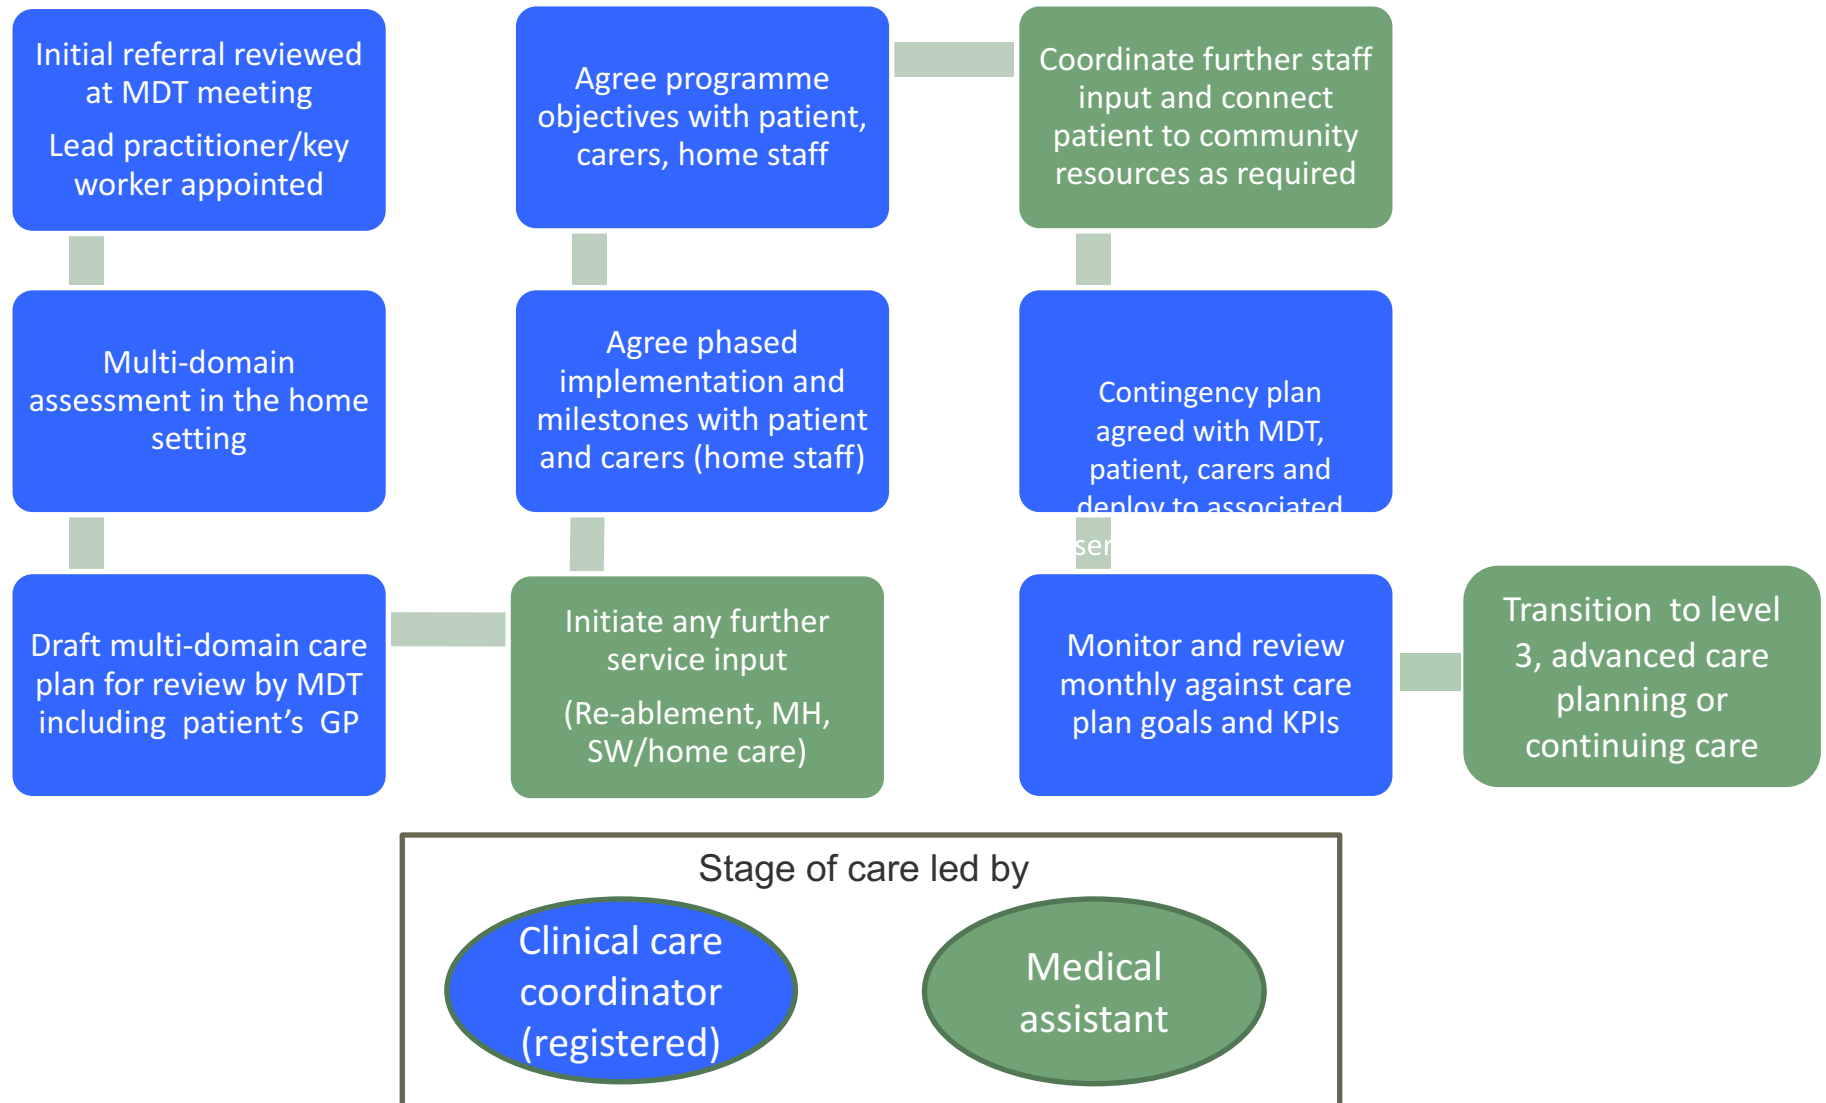 Initial referral reviewed
at MDT meeting
Lead practitioner/key
worker appointed
Multi-domain
assessment in the home
setting
Draft multi-domain care
plan for review by MDT
including patient's GP
Initiate any further
service input
(Re-ablement, MH,
SW/home care)
Agree phased
implementation and
milestones with patient
and carers (home staff)
Agree programme
objectives with patient,
carers, home staff
Coordinate further staff
input and connect
patient to community
resources as required
Contingency plan
agreed with MDT,
patient, carers and
deploy to associated
Monitor and review
monthly against care
plan goals and KPIs
Transition to level
3, advanced care
planning or
continuing care
Stage of care led by
Clinical care
coordinator
(registered)
Medical
assistant